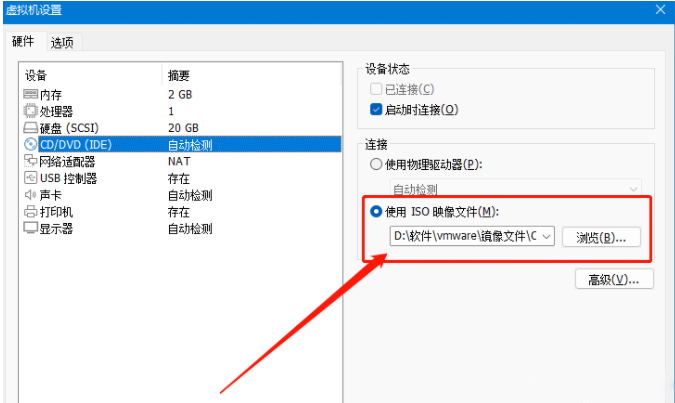 虚拟机设置
硬件 选项
设备 摘要
内存 2 GB
处理器 1
硬盘 (SCSI) 20 GB
CD/DVD (IDE) 自动检测
网络适配器 NAT
USB 控制器 存在
声卡 自动检测
打印机 存在
显示器 自动检测
设备状态
已连接(C)
启动时连接(O)
连接
使用物理驱动器(P):
自动检测
使用 ISO 映像文件(M):
D:\软件\vmware\镜像文件\C 浏览(B)...
高级(V)...